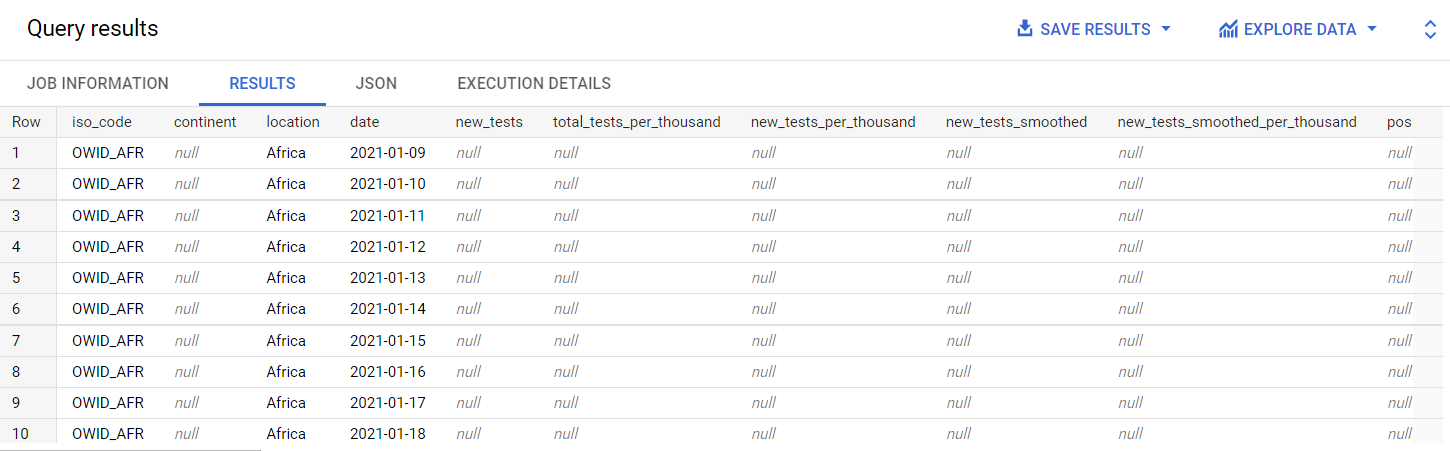 Query results SAVE RESULTS EXPLORE DATA
JOB INFORMATION RESULTS JSON EXECUTION DETAILS
Row iso_code continent location date new_tests total_tests_per_thousand new_tests_per_thousand new_tests_smoothed new_tests_smoothed_per_thousand pos
1 OWID_AFR null Africa 2021-01-09 null null null null null null
2 OWID_AFR null Africa 2021-01-10 null null null null null null
3 OWID_AFR null Africa 2021-01-11 null null null null null null
4 OWID_AFR null Africa 2021-01-12 null null null null null null
5 OWID_AFR null Africa 2021-01-13 null null null null null null
6 OWID_AFR null Africa 2021-01-14 null null null null null null
7 OWID_AFR null Africa 2021-01-15 null null null null null null
8 OWID_AFR null Africa 2021-01-16 null null null null null null
9 OWID_AFR null Africa 2021-01-17 null null null null null null
10 OWID_AFR null Africa 2021-01-18 null null null null null null